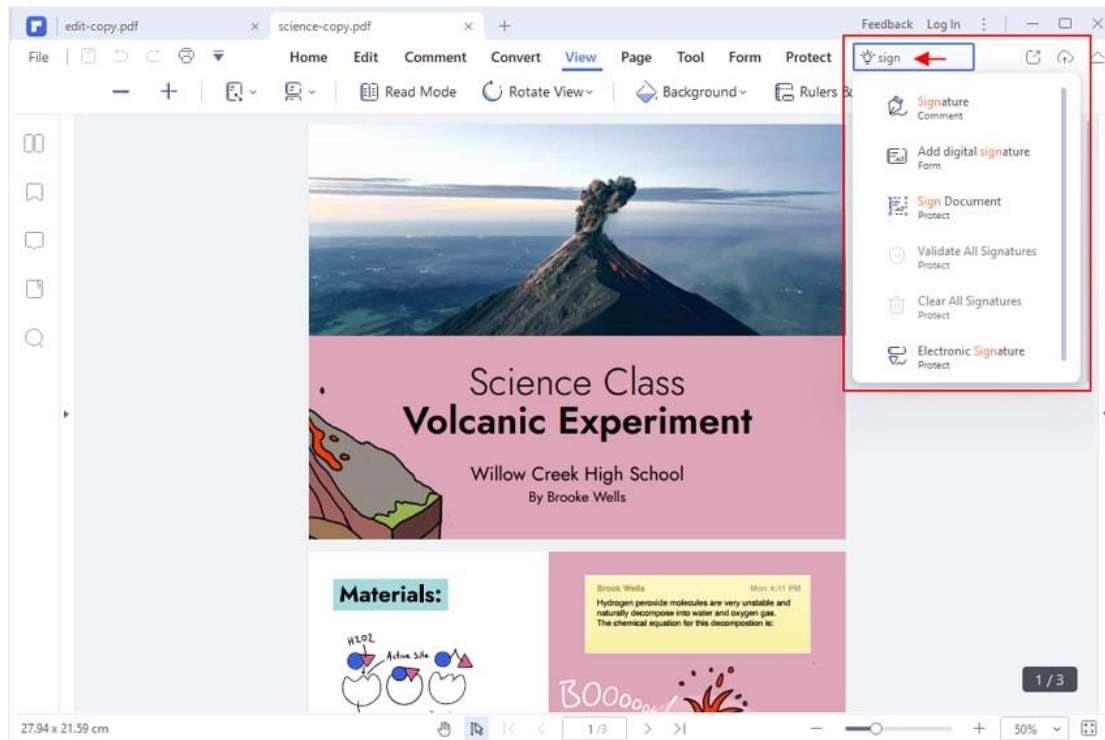 edit-copy.pdf
science-copy.pdf
Feedback Log In
File
Home Edit Comment Convert View Page Tool Form Protect
sign
Read Mode Rotate View Background Rulers &
Signature
Comment
Add digital signature
Form
Sign Document
Protect
Validate All Signatures
Protect
Clear All Signatures
Protect
Electronic Signature
Protect
Science Class
Volcanic Experiment
Willow Creek High School
By Brooke Wells
Materials:
H2O2
Active Site
Brook Wells Mon 4:11 PM
Hydrogen peroxide molecules are very unstable and
naturally decompose into water and oxygen gas.
The chemical equation for this decompostion is:
BOOoooo!
1 / 3
27.94 x 21.59 cm
1 /3
50%